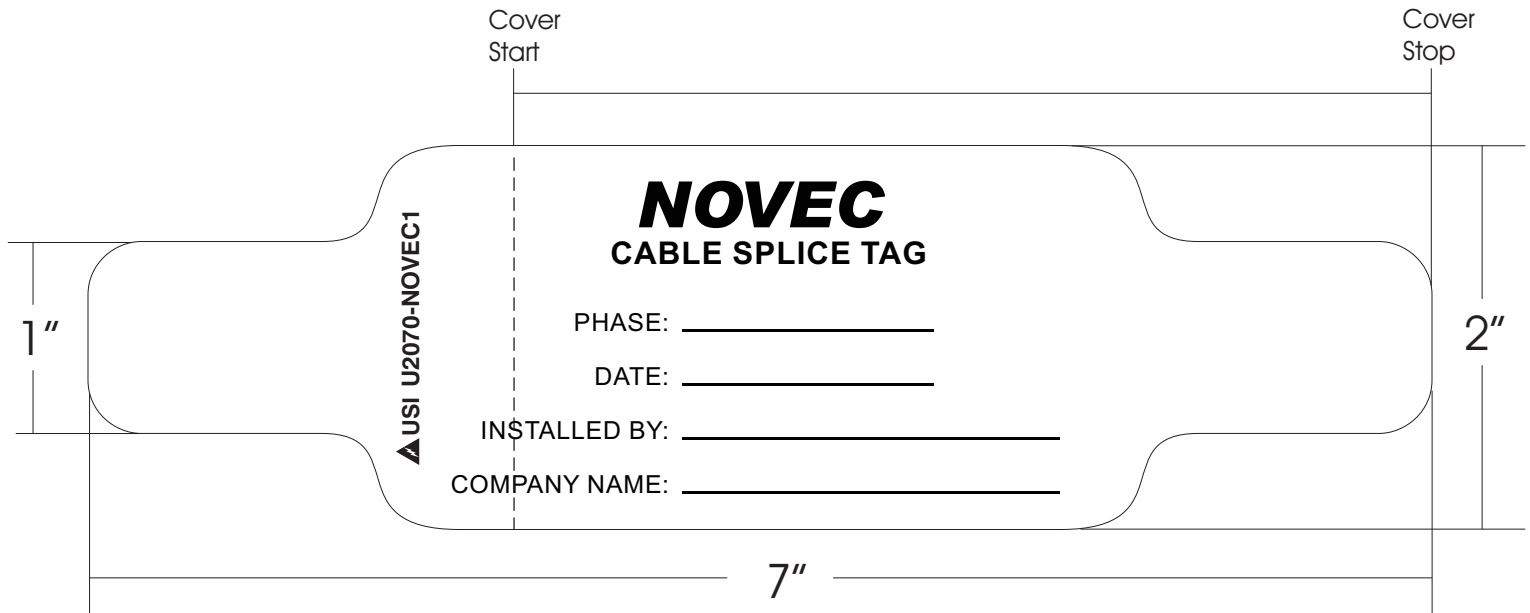 Cover
Start
Cover
Stop
NOVEC
CABLE SPLICE TAG
USI U2070-NOVEC1
PHASE:
DATE:
INSTALLED BY:
COMPANY NAME:
1"
2"
7"